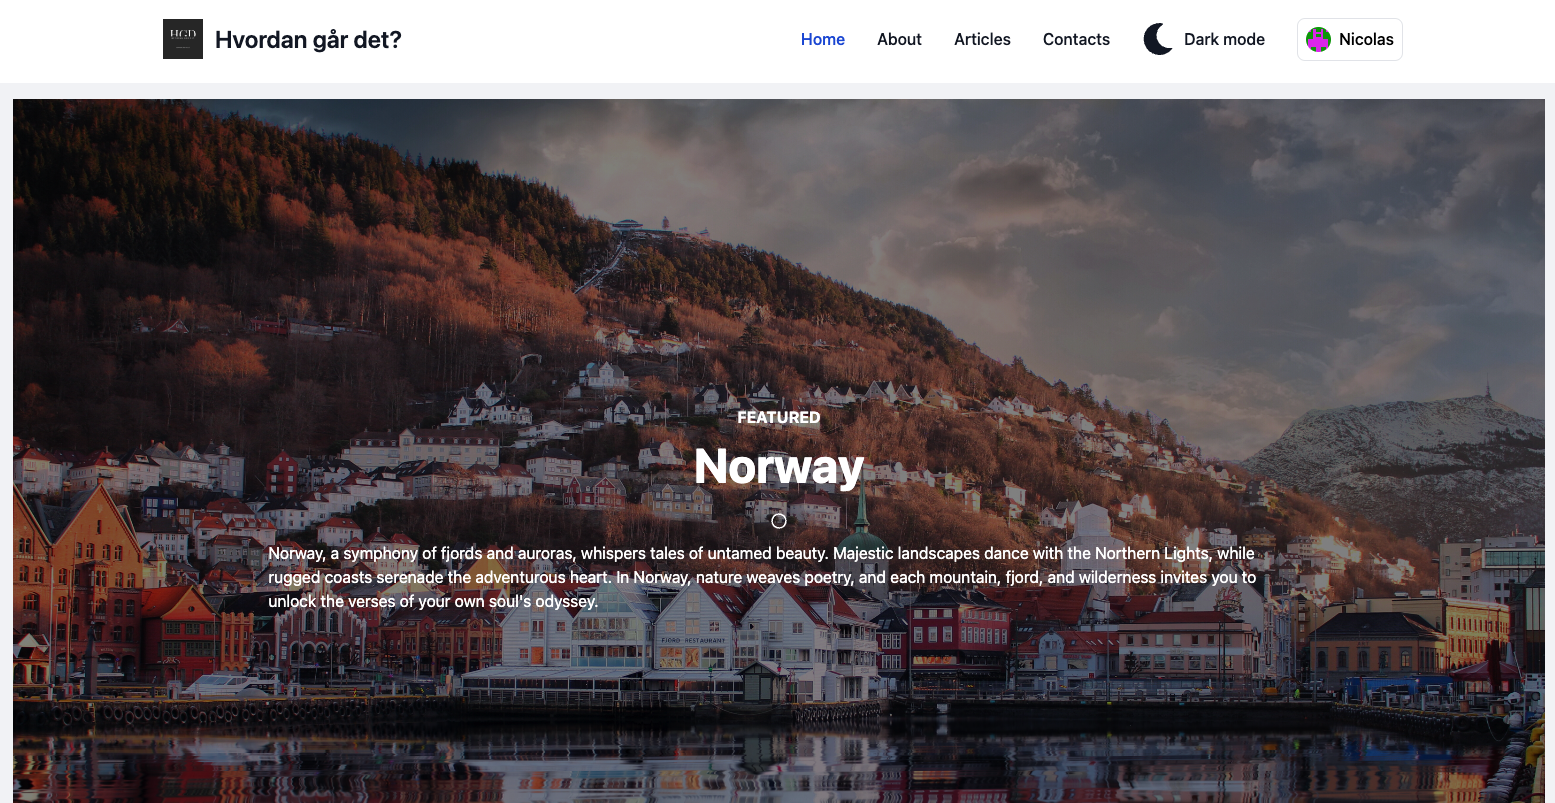 HGD
Hvordan går det?
Home
About
Articles
Contacts
Dark mode
Nicolas
FEATURED
Norway
Norway, a symphony of fjords and auroras, whispers tales of untamed beauty. Majestic landscapes dance with the Northern Lights, while
rugged coasts serenade the adventurous heart. In Norway, nature weaves poetry, and each mountain, fjord, and wilderness invites you to
unlock the verses of your own soul's odyssey.
FJORD RESTAURANT